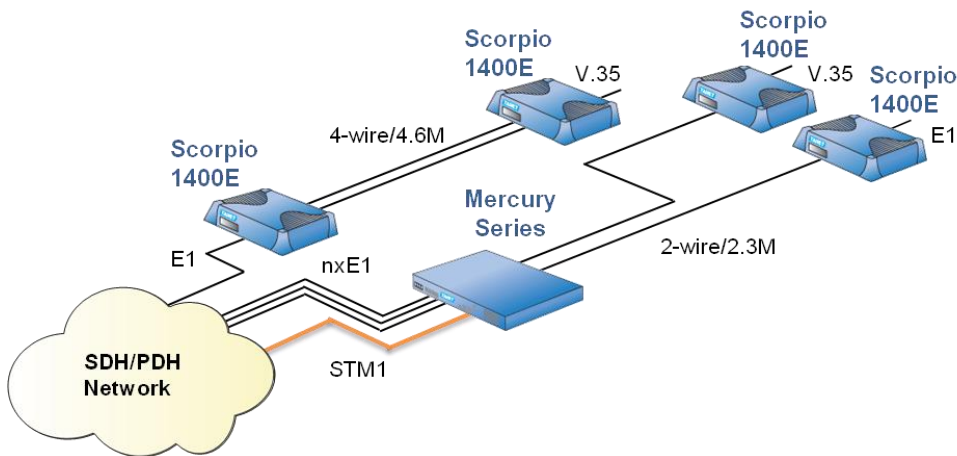 Scorpio
1400E
V.35
Scorpio
1400E
V.35
Scorpio
1400E
E1
4-wire/4.6M
Scorpio
1400E
Mercury
Series
2-wire/2.3M
E1
nxE1
STM1
SDH/PDH
Network